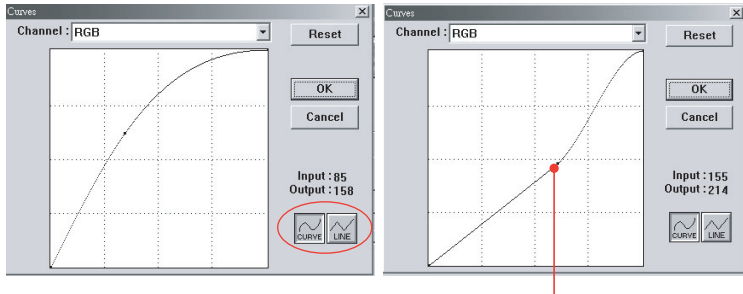 Curves
Channel : RGB
Reset
OK
Cancel
Input : 85
Output : 158
CURVE LINE
Curves
Channel : RGB
Reset
OK
Cancel
Input : 155
Output : 214
CURVE LINE